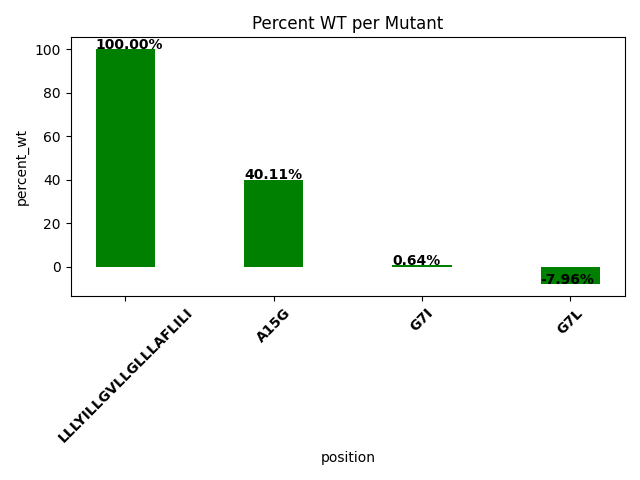 Percent WT per Mutant
100.00%
40.11%
0.64%
-7.96%
100
80
60
40
20
0
percent_wt
LLLYILLGVLLGLLLAFLILI
A15G
G7I
G7L
position